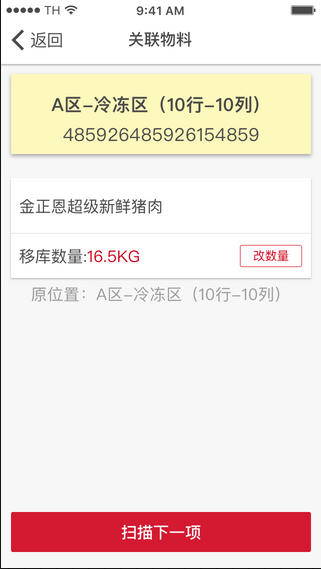 TH 9:41 AM
返回 关联物料
A区-冷冻区（10行-10列）
485926485926154859
金正恩超级新鲜猪肉
移库数量:16.5KG 改数量
原位置：A区-冷冻区（10行-10列）
扫描下一项